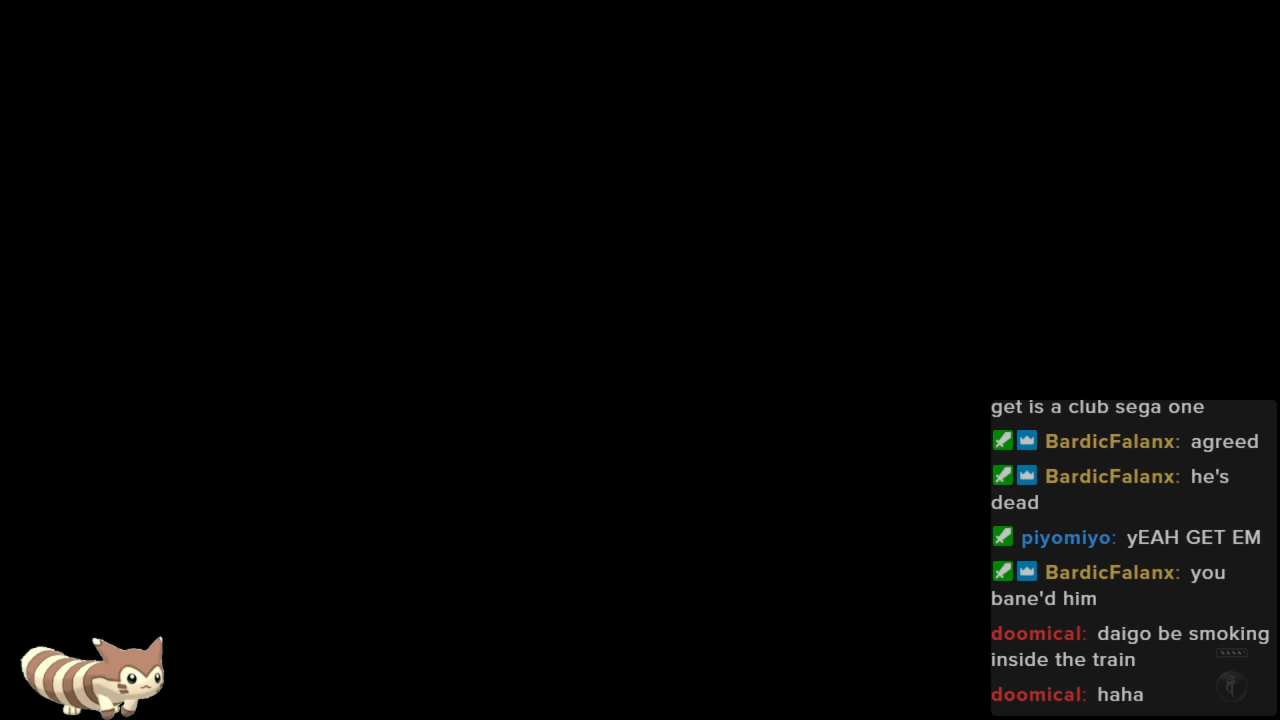 get is a club sega one
BardicFalanx: agreed
BardicFalanx: he's
dead
piyomiyo: yEAH GET EM
BardicFalanx: you
bane'd him
doomical: daigo be smoking
inside the train
doomical: haha